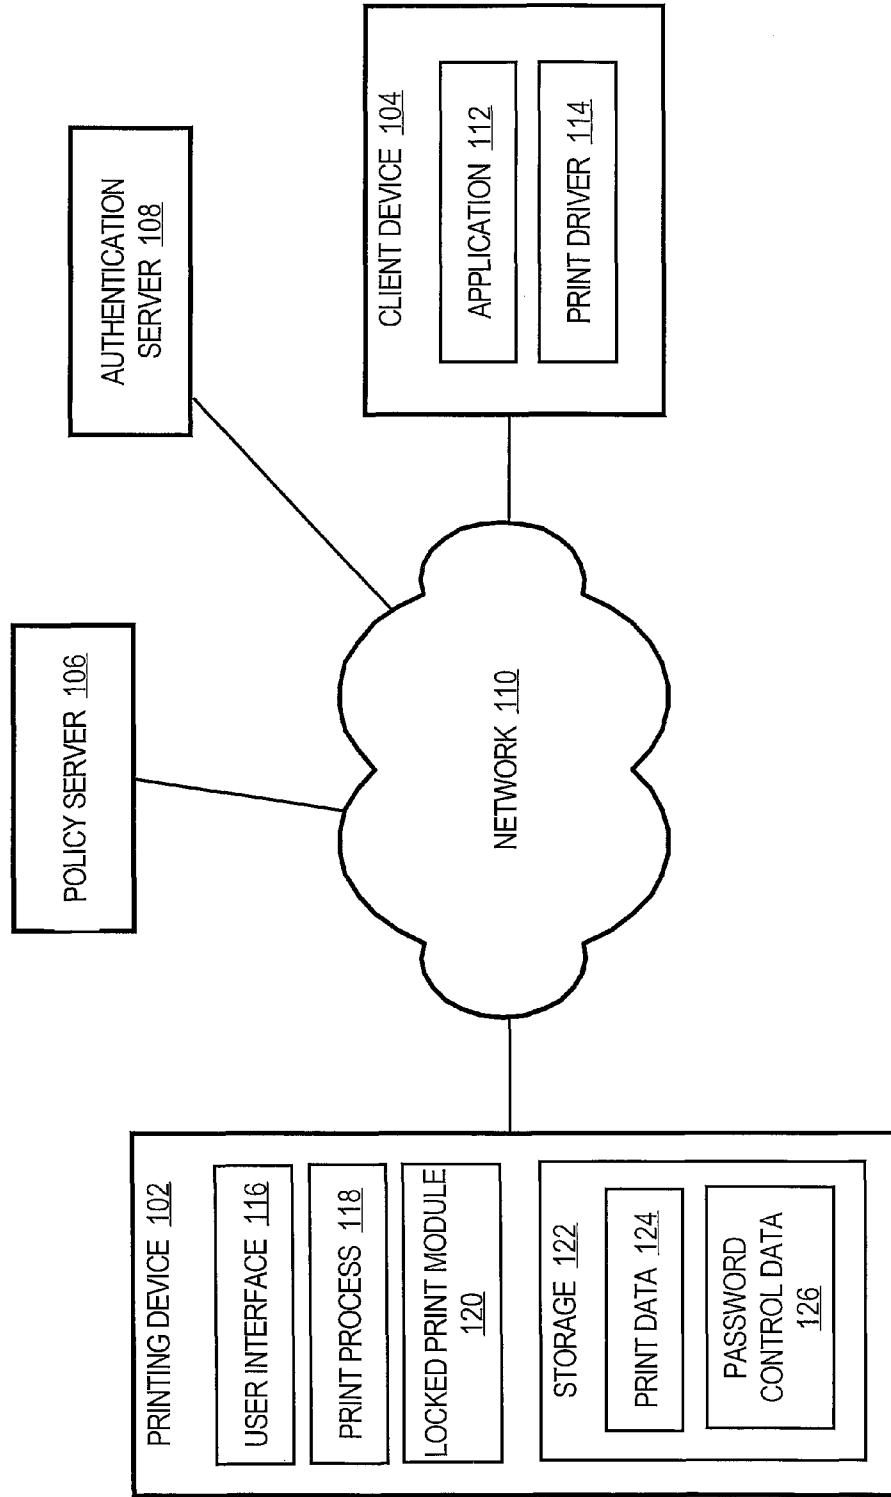 PRINTING DEVICE 102
USER INTERFACE 116
PRINT PROCESS 118
LOCKED PRINT MODULE
120
STORAGE 122
PRINT DATA 124
PASSWORD
CONTROL DATA
126
POLICY SERVER 106
NETWORK 110
AUTHENTICATION
SERVER 108
CLIENT DEVICE 104
APPLICATION 112
PRINT DRIVER 114